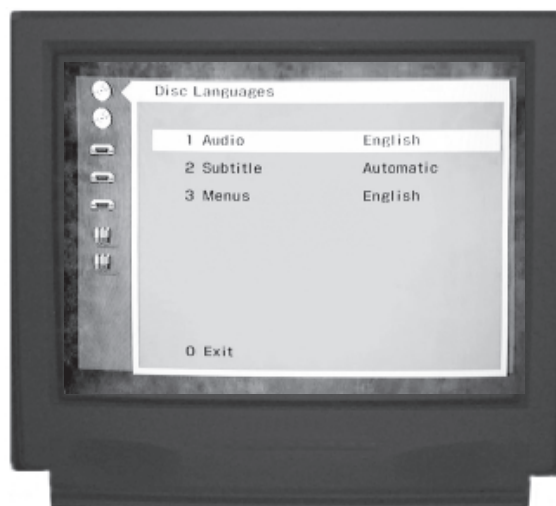 Disc Languages
1 Audio English
2 Subtitle Automatic
3 Menus English
0 Exit